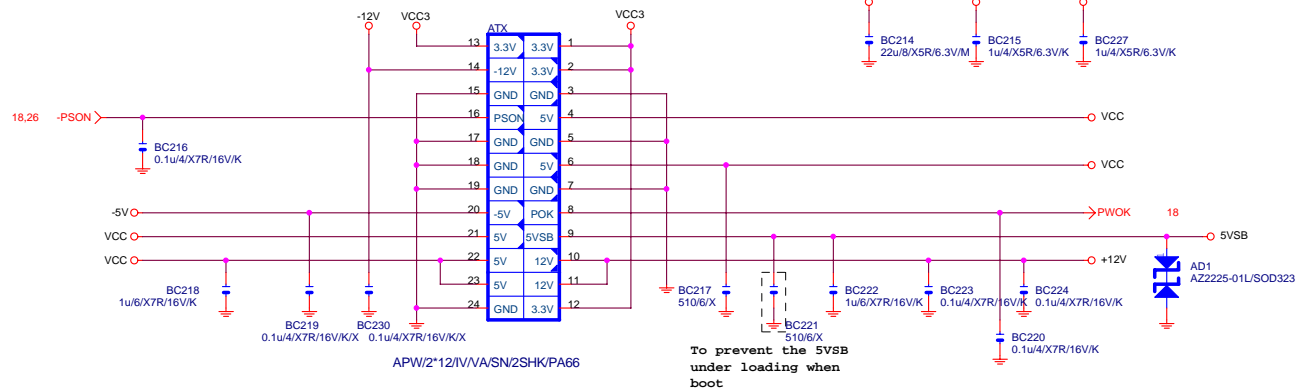 -12V
VCC3
VCC3
ATX
BC214
22u/8/X5R/6.3V/M
BC215
1u/4/X5R/6.3V/K
BC227
1u/4/X5R/6.3V/K
13 3.3V 3.3V 1
14 -12V 3.3V 2
15 GND GND 3
18,26 -PSON 16 PSON 5V 4 VCC
17 GND GND 5
18 GND 5V 6 VCC
19 GND GND 7
-5V 20 -5V POK 8 PWOK 18
VCC 21 5V 5VSB 9 5VSB
VCC 22 5V 12V 10 +12V
23 5V 12V 11
24 GND 3.3V 12
BC216
0.1u/4/X7R/16V/K
BC218
1u/6/X7R/16V/K
BC219
0.1u/4/X7R/16V/K/X
BC230
0.1u/4/X7R/16V/K/X
BC217
510/6/X
BC221
510/6/X
BC222
1u/6/X7R/16V/K
BC223
0.1u/4/X7R/16V/K
BC224
0.1u/4/X7R/16V/K
BC220
0.1u/4/X7R/16V/K
AD1
AZ2225-01L/SOD323
APW/2*12/IV/VA/SN/2SHK/PA66
To prevent the 5VSB
under loading when
boot